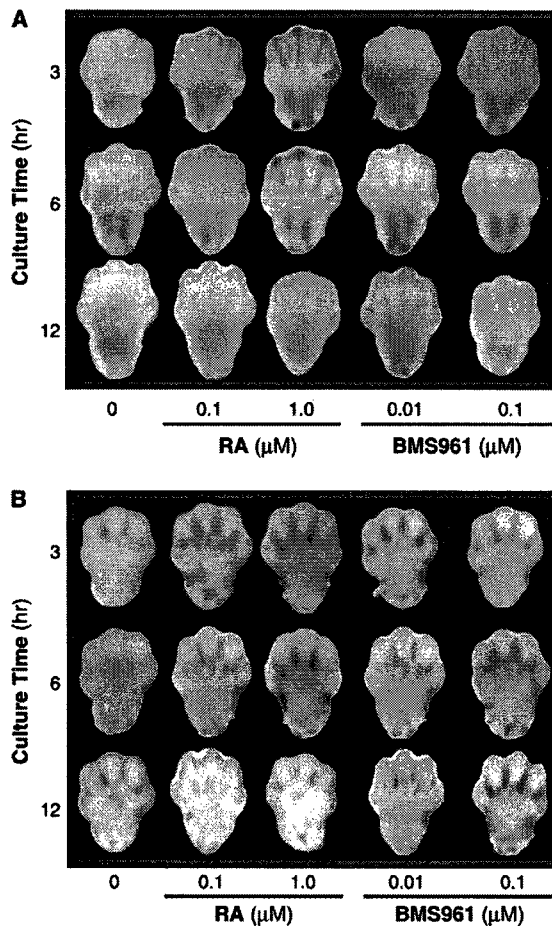 A
Culture Time (hr)
3
6
12
0 0.1 1.0 0.01 0.1
RA (µM) BMS961 (µM)
B
Culture Time (hr)
3
6
12
0 0.1 1.0 0.01 0.1
RA (µM) BMS961 (µM)